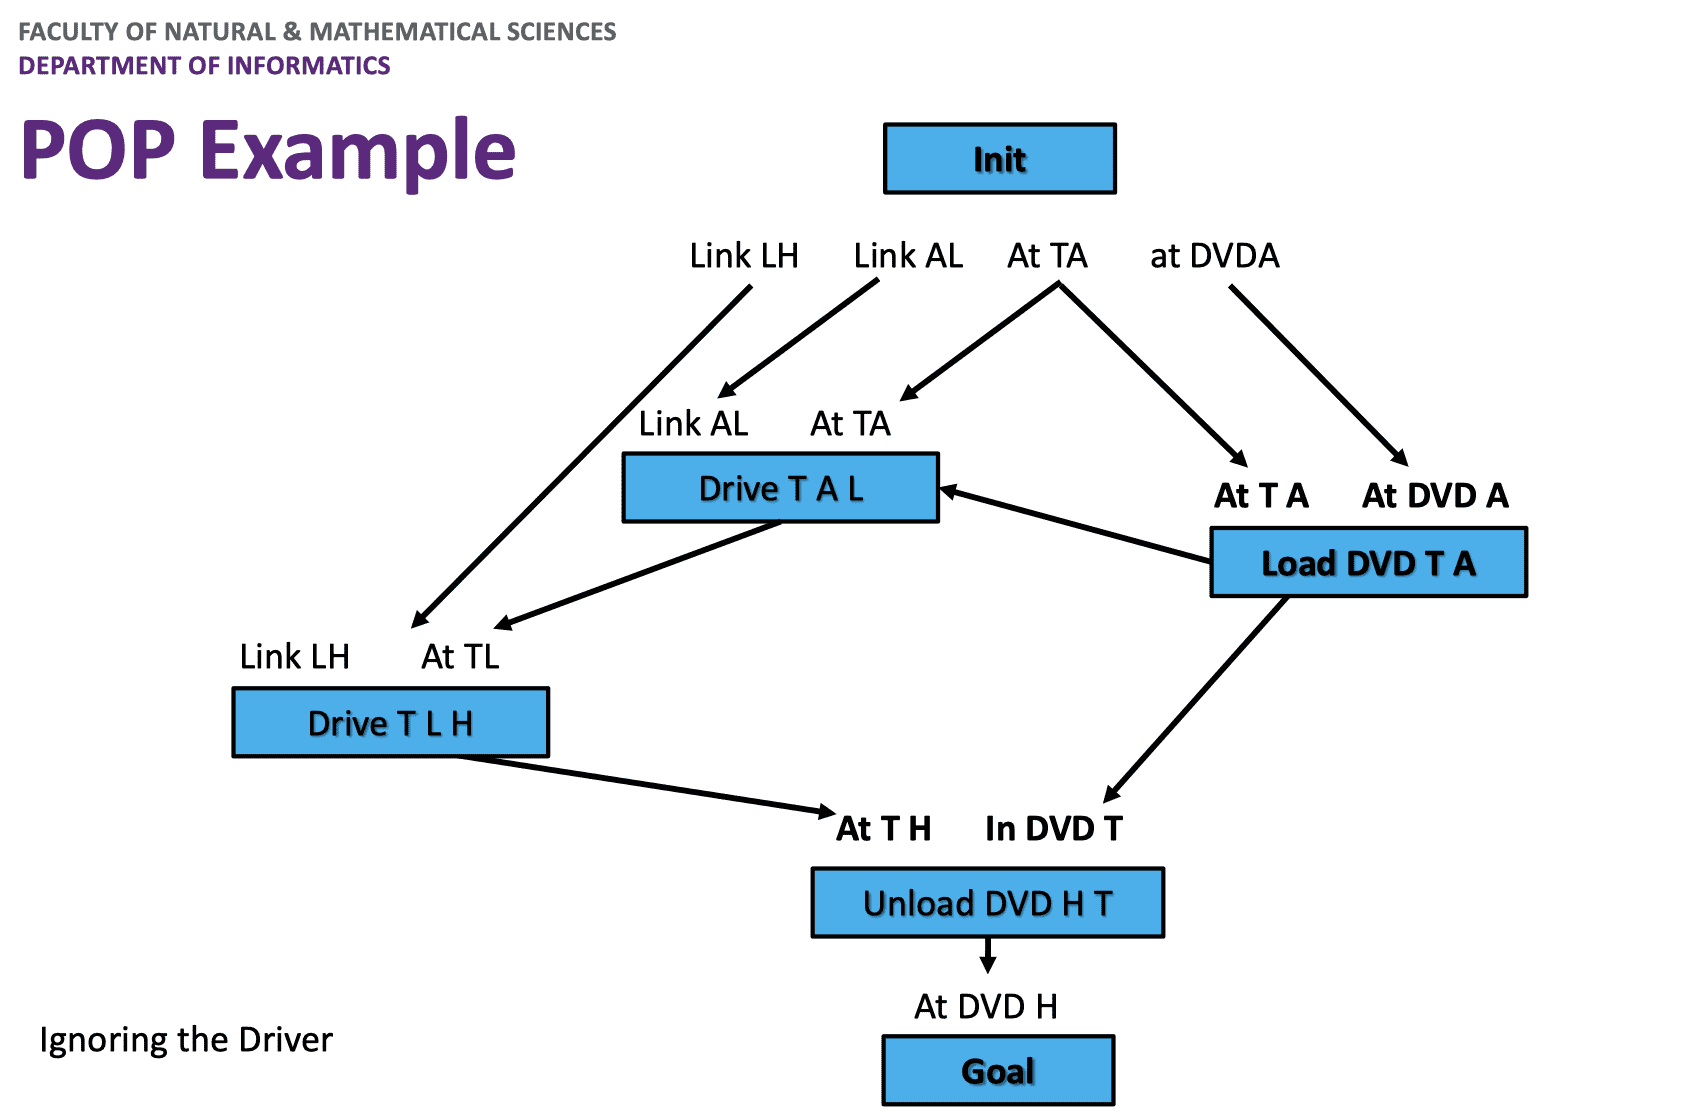 FACULTY OF NATURAL & MATHEMATICAL SCIENCES
DEPARTMENT OF INFORMATICS
POP Example
Init
Link LH Link AL At TA at DVDA
Link AL At TA
Drive T A L
At T A At DVD A
Load DVD T A
Link LH At TL
Drive T L H
At T H In DVD T
Unload DVD H T
At DVD H
Ignoring the Driver
Goal